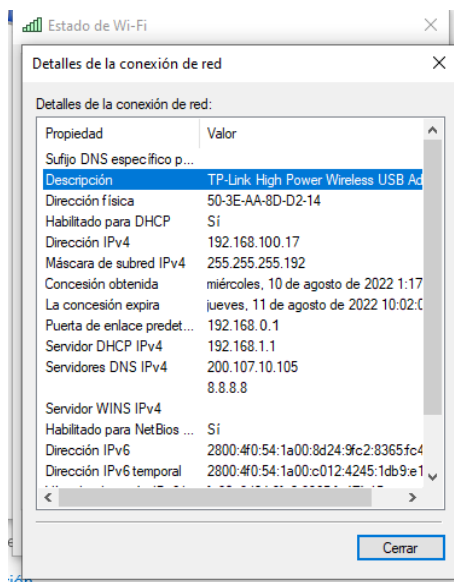 Estado de Wi-Fi
Detalles de la conexión de red
Detalles de la conexión de red:
Propiedad Valor
Sufijo DNS específico p...
Descripción TP-Link High Power Wireless USB Ad
Dirección física 50-3E-AA-8D-D2-14
Habilitado para DHCP Sí
Dirección IPv4 192.168.100.17
Máscara de subred IPv4 255.255.255.192
Concesión obtenida miércoles, 10 de agosto de 2022 1:17
La concesión expira jueves, 11 de agosto de 2022 10:02:0
Puerta de enlace predet... 192.168.0.1
Servidor DHCP IPv4 192.168.1.1
Servidores DNS IPv4 200.107.10.105
8.8.8.8
Servidor WINS IPv4
Habilitado para NetBios ... Sí
Dirección IPv6 2800:4f0:54:1a00:8d24:9fc2:8365:fc4
Dirección IPv6 temporal 2800:4f0:54:1a00:c012:4245:1db9:e1
Cerrar